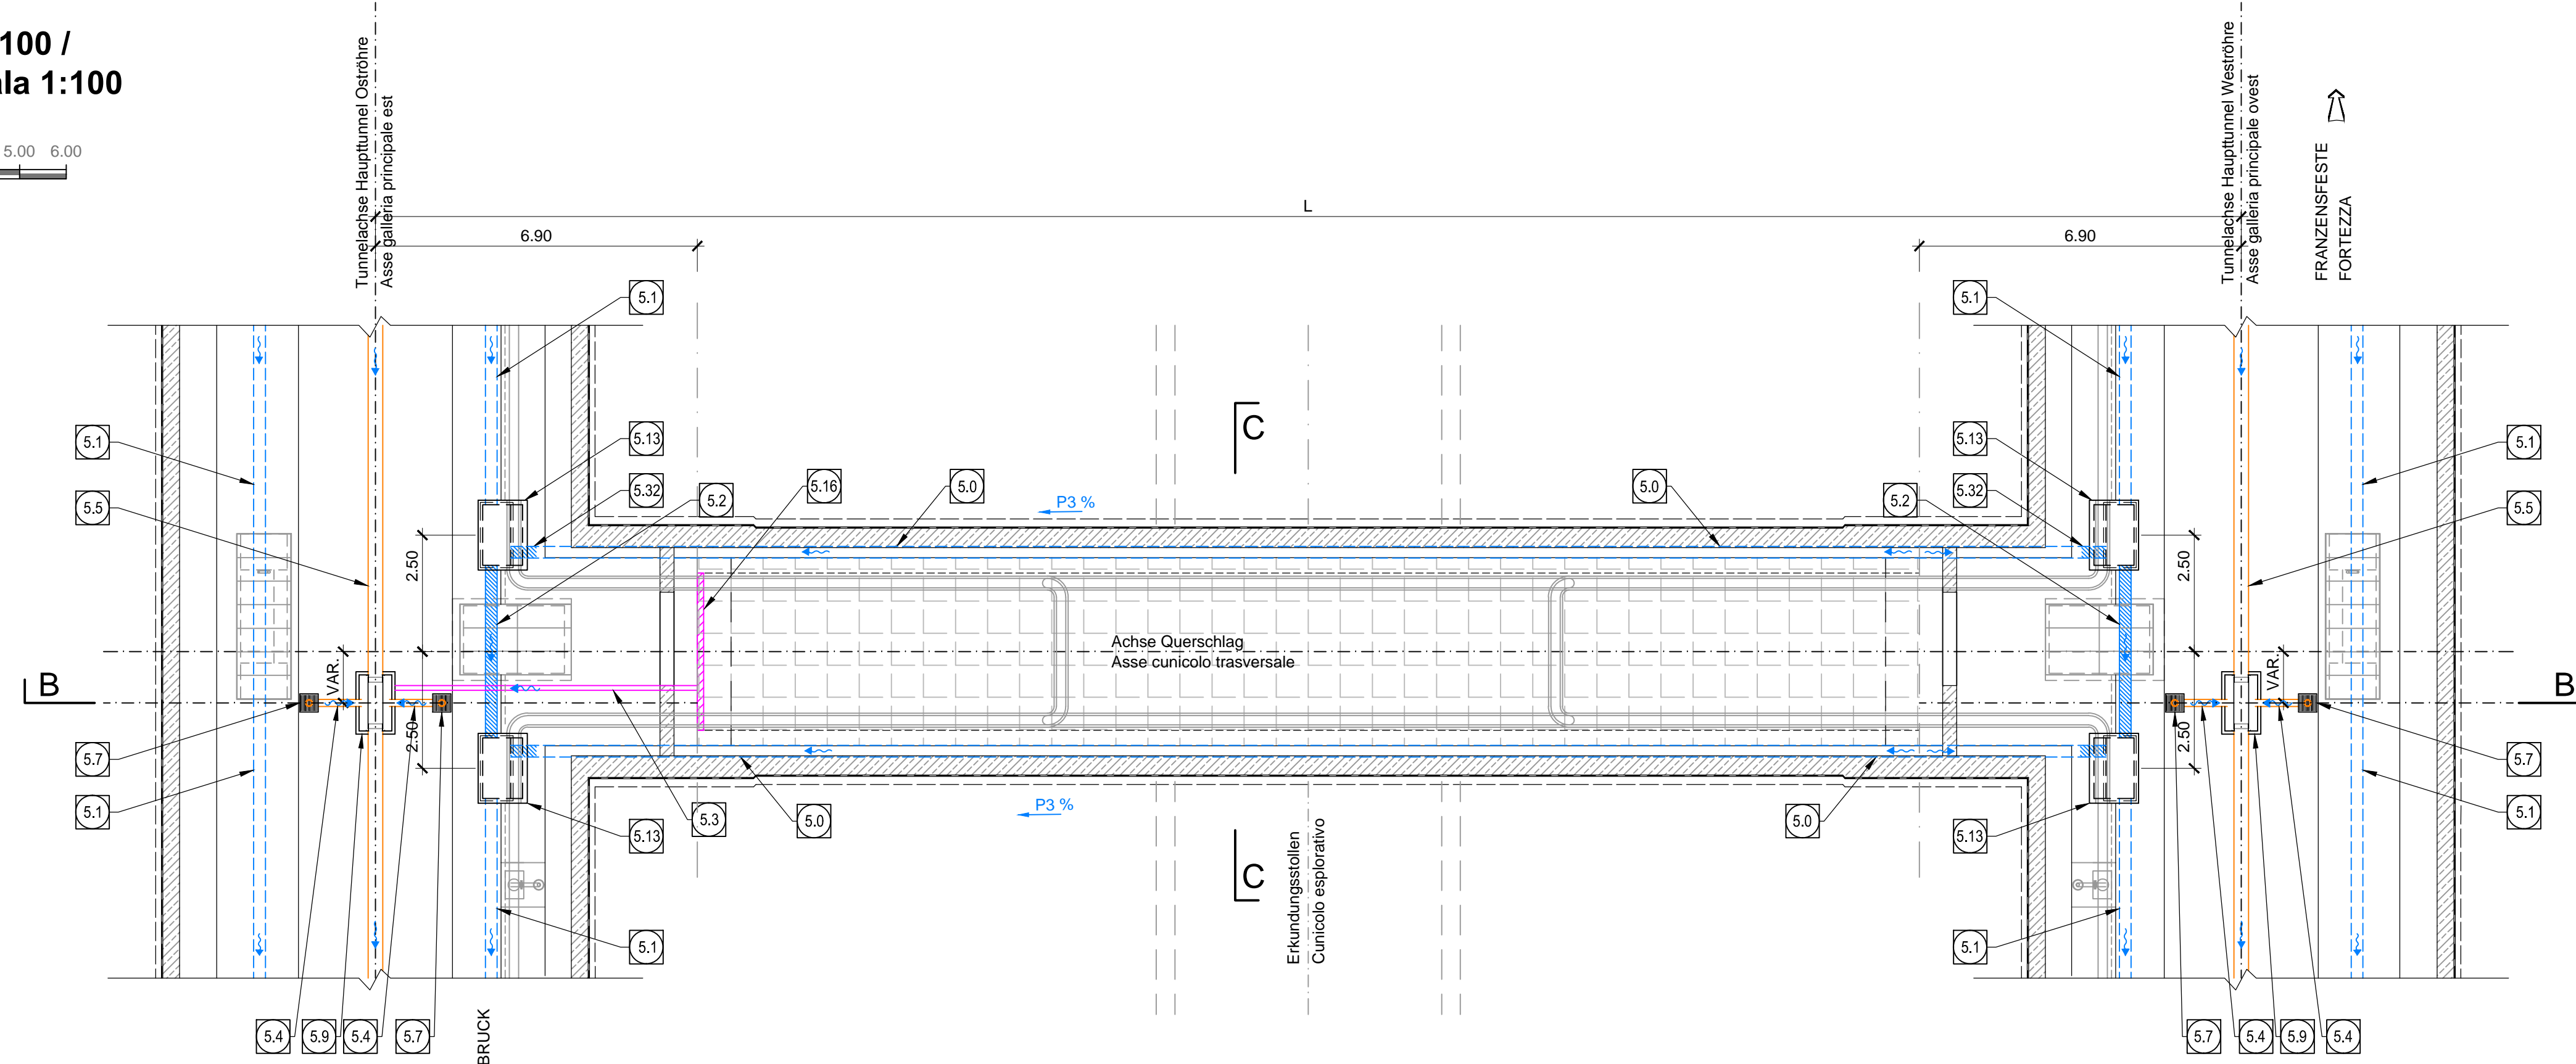 100 /
ala 1:100
5.00 6.00
Tunnelachse Haupttunnel Oströhre
Asse galleria principale est
Tunnelachse Haupttunnel Weströhre
Asse galleria principale ovest
FRANZENSFESTE
FORTEZZA
L
6.90
6.90
5.1
5.1
5.1
5.13
C
5.13
5.1
5.5
5.32
5.2
5.16
5.0
P3 %
5.0
5.2
5.32
5.5
2.50
2.50
Achse Querschlag
Asse cunicolo trasversale
B
VAR.
VAR.
B
2.50
2.50
5.7
5.7
5.1
5.13
5.3
5.0
P3 %
5.0
5.13
5.1
C
Erkundungsstollen
Cunicolo esplorativo
5.1
5.1
5.4
5.9
5.4
5.7
BRUCK
5.7
5.4
5.9
5.4